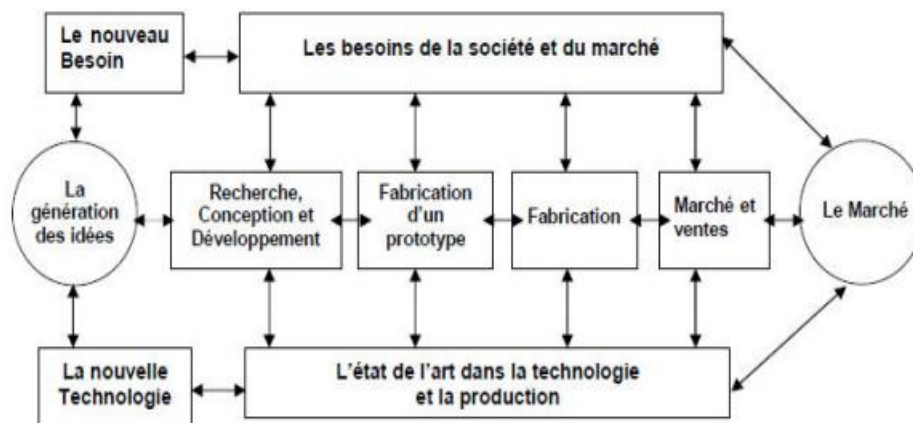 Le nouveau
Besoin
Les besoins de la société et du marché
La
génération
des idées
Recherche,
Conception et
Développement
Fabrication
d'un
prototype
Fabrication
Marché et
ventes
Le Marché
La nouvelle
Technologie
L'état de l'art dans la technologie
et la production